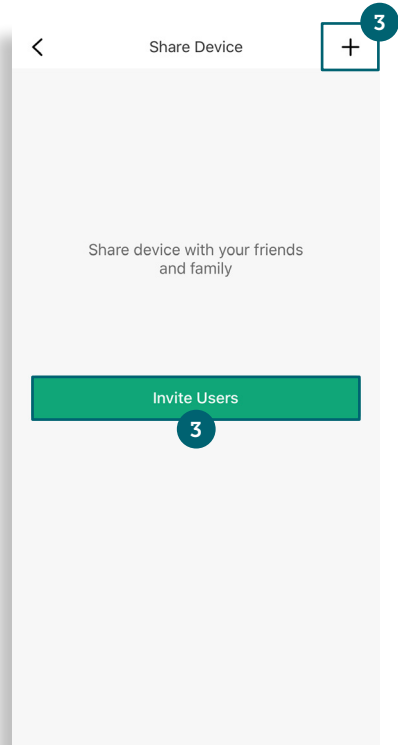 3
Share Device
+
Share device with your friends
and family
Invite Users
3